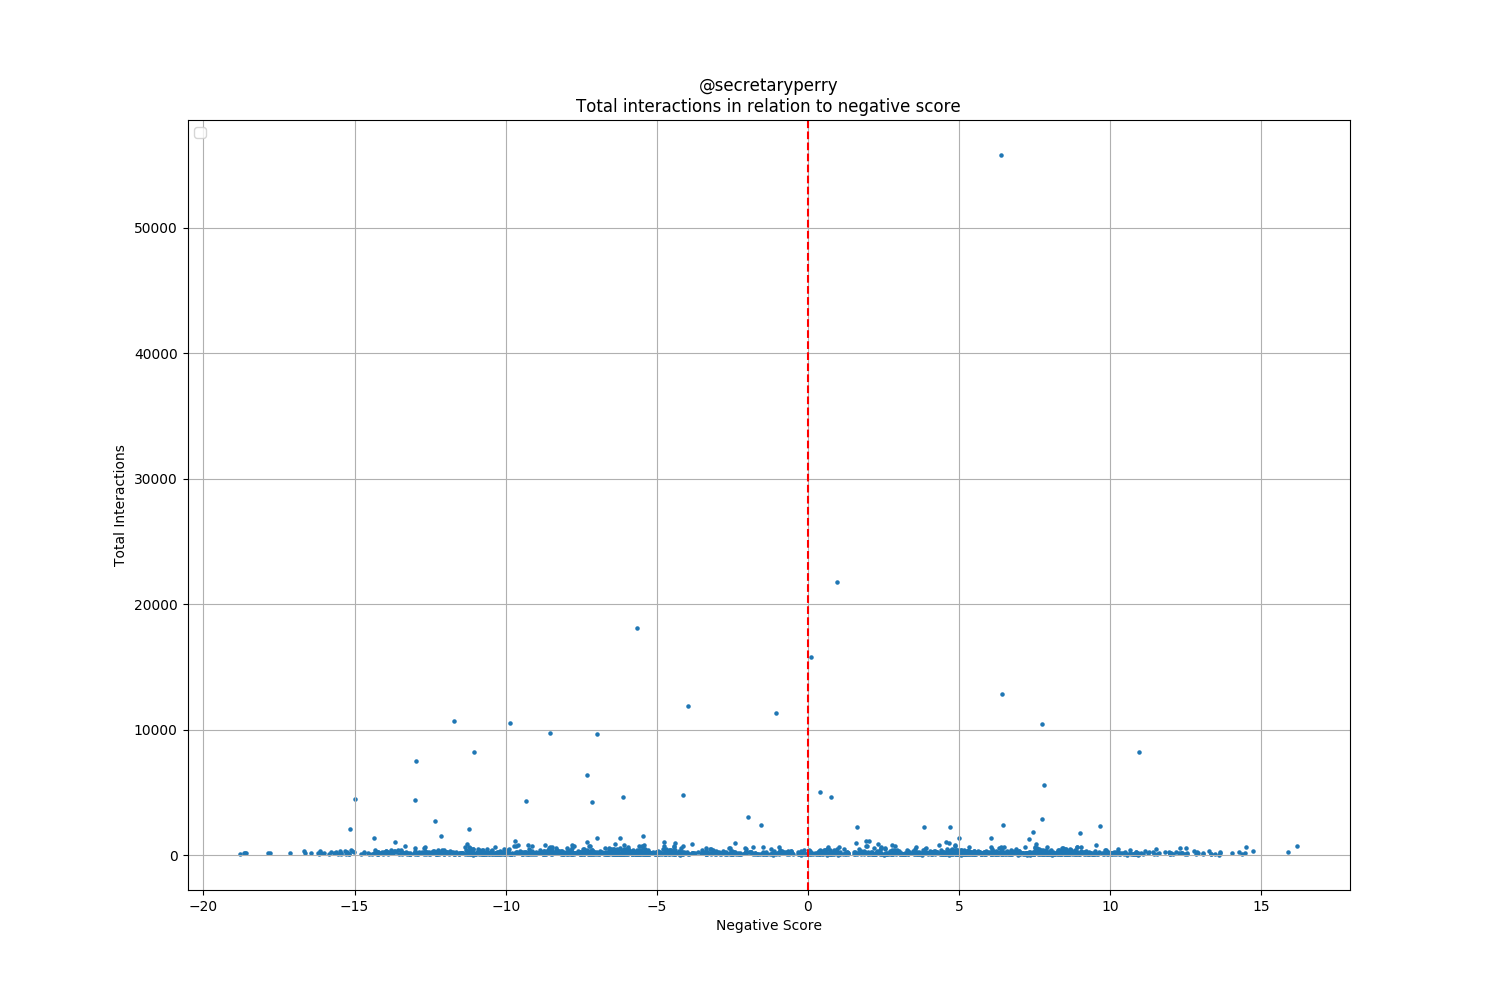 @secretaryperry
Total interactions in relation to negative score
50000
40000
30000
20000
10000
0
Total Interactions
−20 −15 −10 −5 0 5 10 15
Negative Score